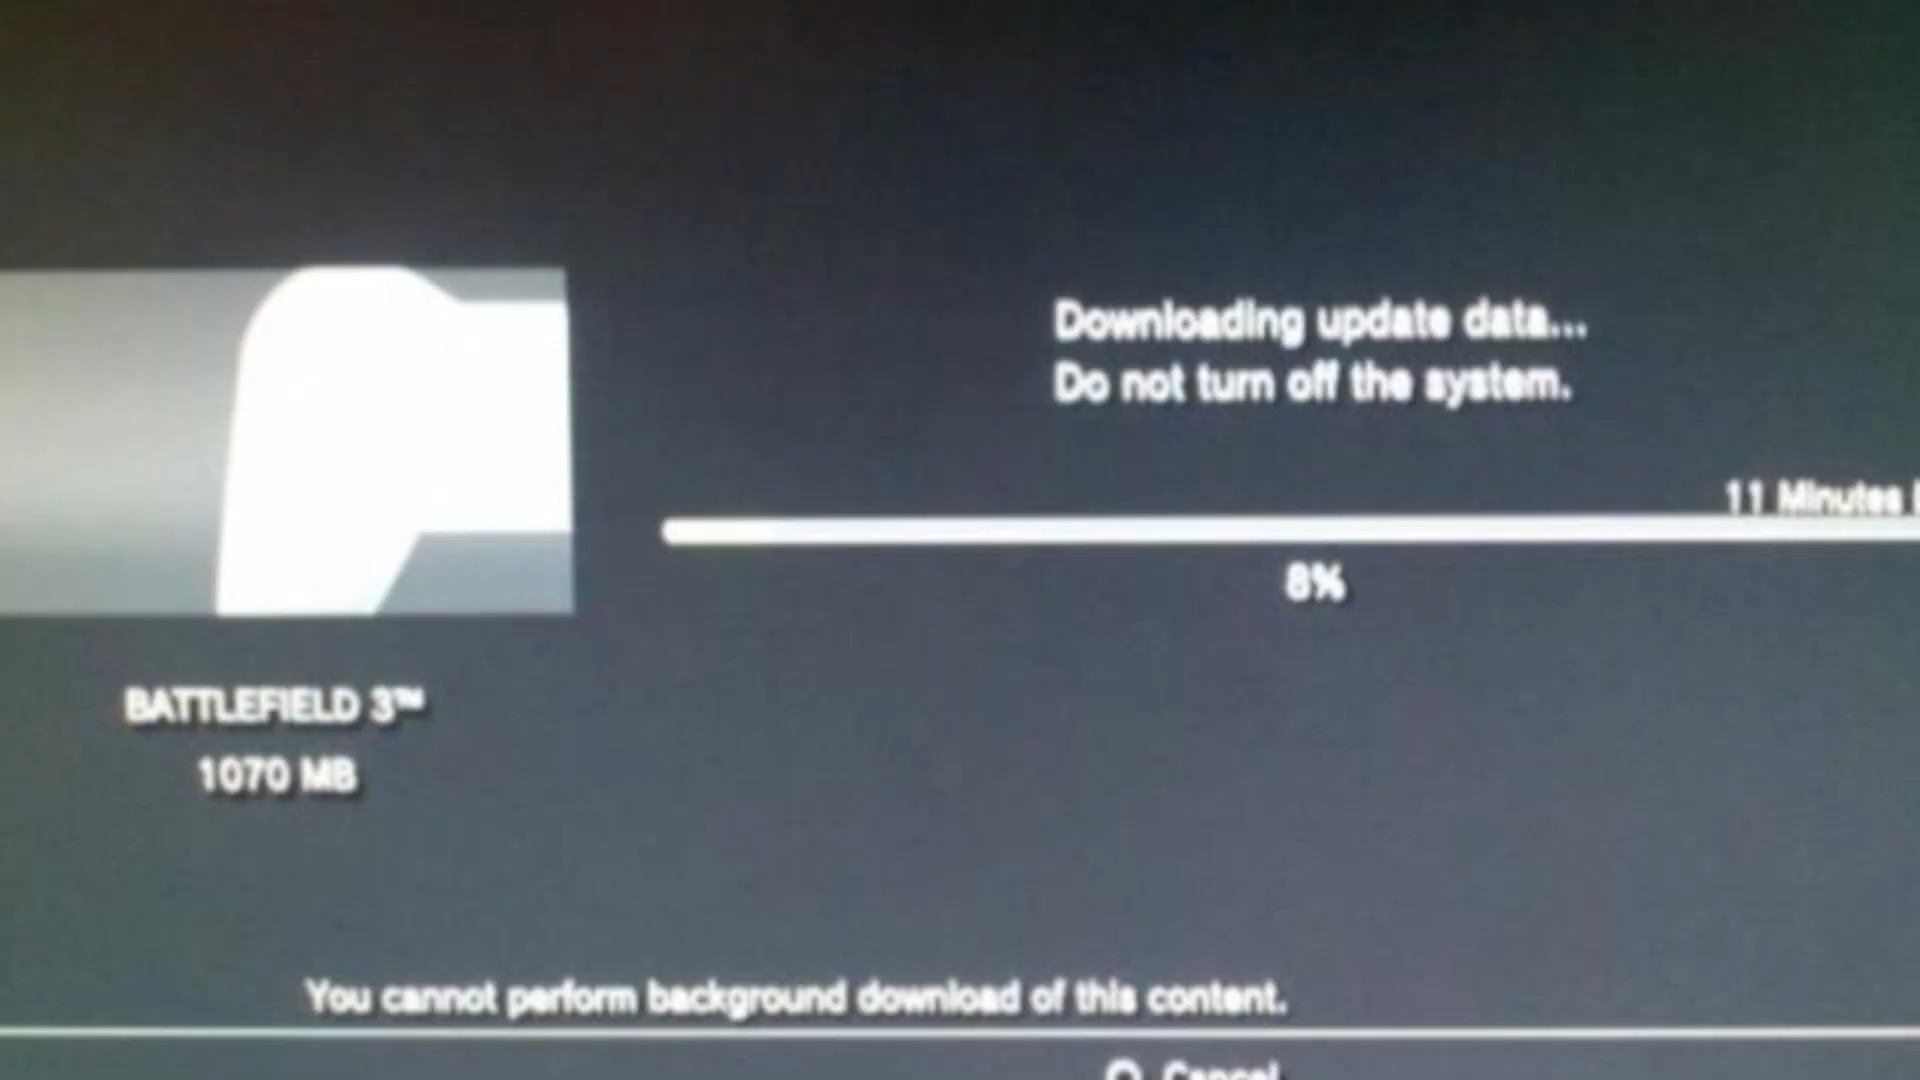 Downloading update data...
Do not turn off the system.
11 Minutes
8%
BATTLEFIELD 3™
1070 MB
You cannot perform background download of this content.
Cancel